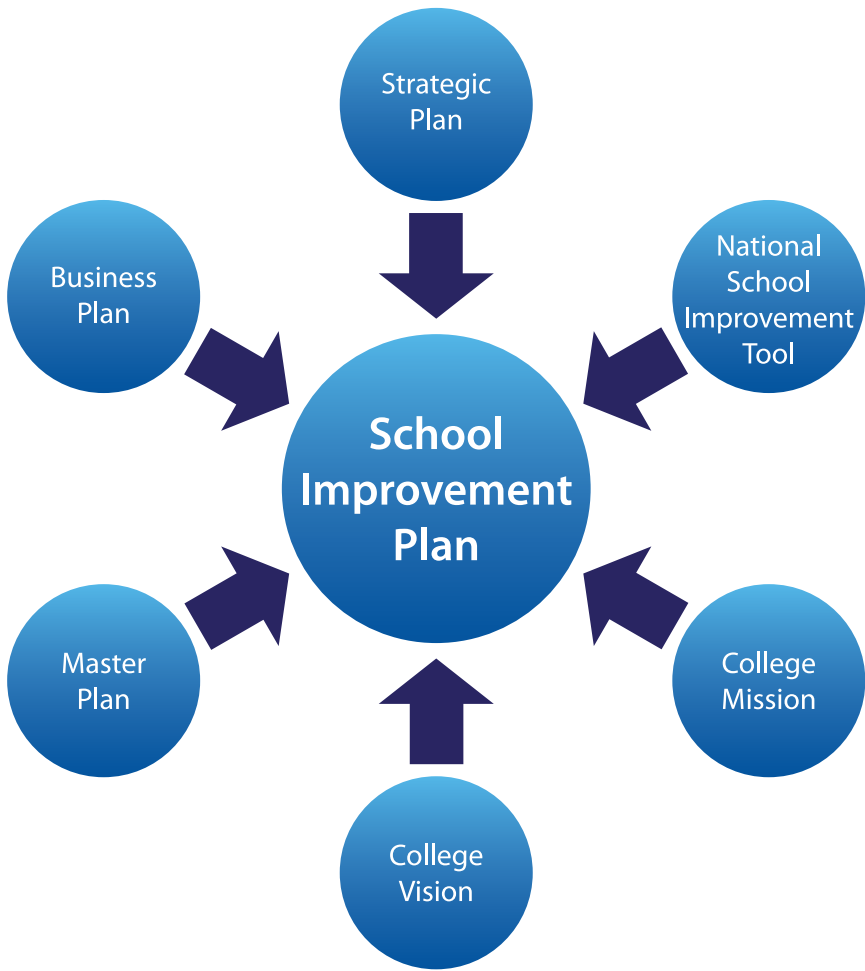 Strategic
Plan
National
School
Improvement
Tool
Business
Plan
School
Improvement
Plan
College
Mission
Master
Plan
College
Vision